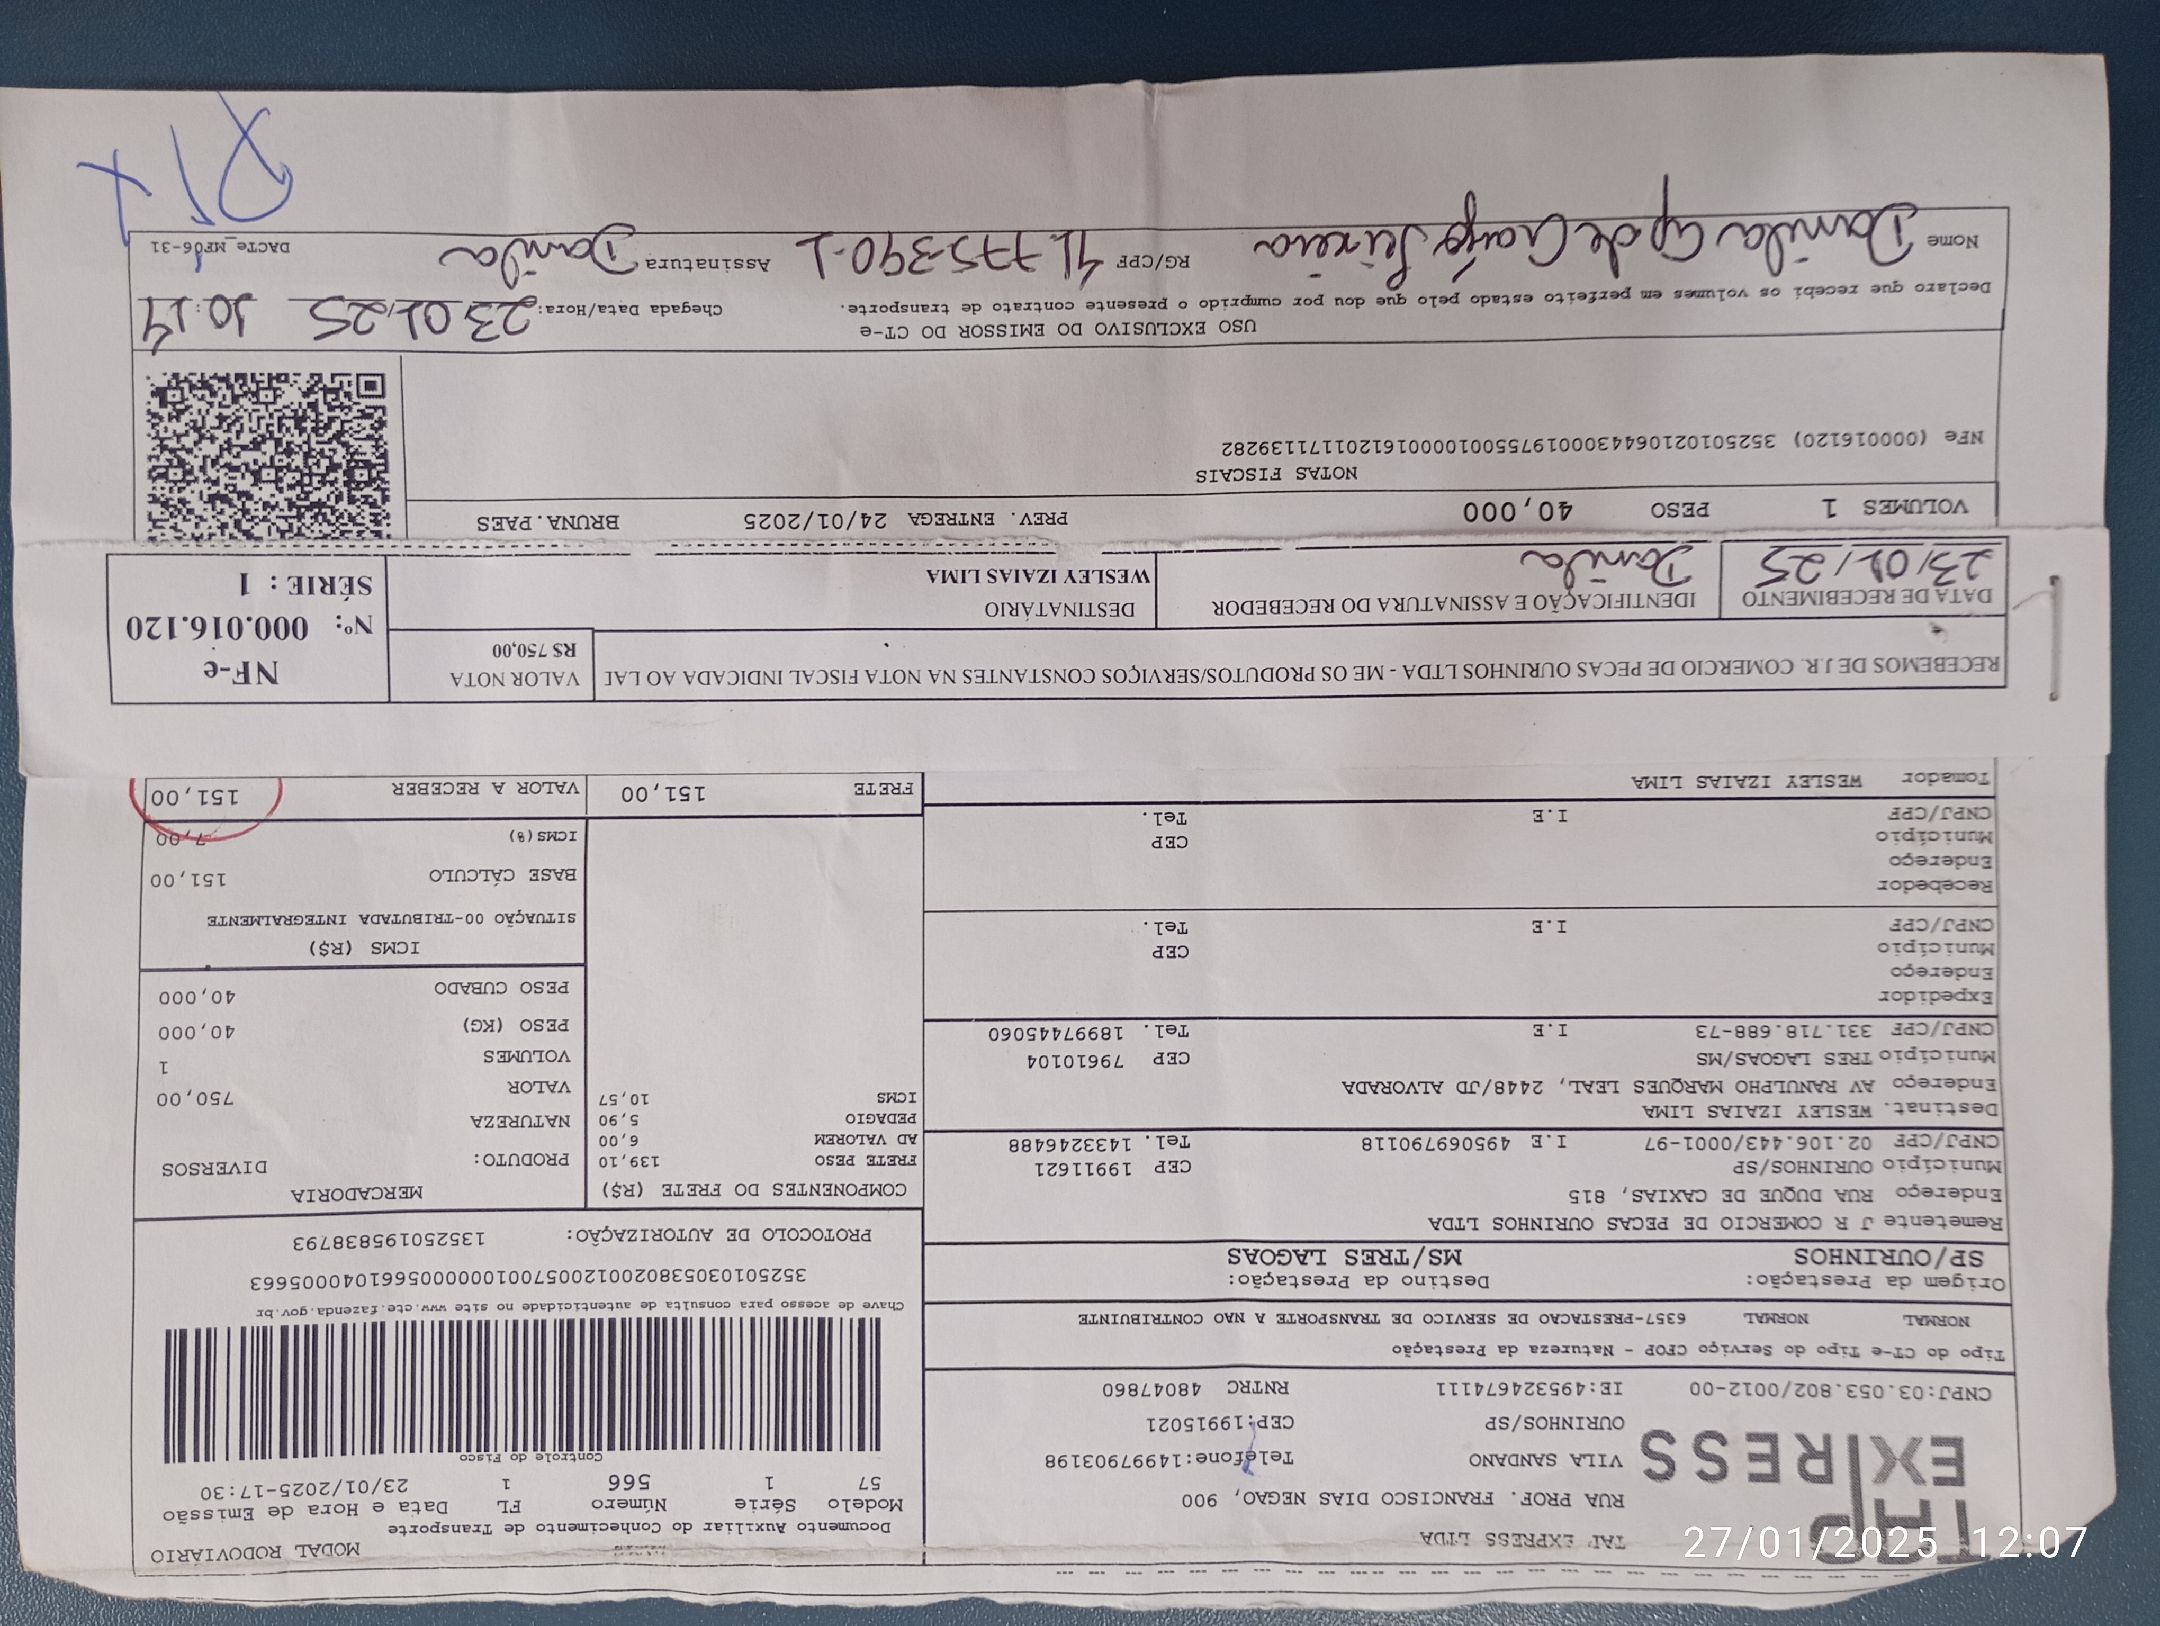 TAP EXPRESS
TAP EXPRESS LTDA
RUA PROF. FRANCISCO DIAS NEGAO, 900
VILA SANDANO Telefone:14997903198
OURINHOS/SP CEP:19915021
CNPJ:03.053.802/0012-00 IE:495324674111 RNTRC 48047860
MODAL RODOVIÁRIO
Documento Auxiliar do Conhecimento de Transporte
Modelo Série Número FL Data e Hora de Emissão
57 1 566 1 23/01/2025-17:30
Controle do Fisco
Chave de acesso para consulta de autenticidade no site www.cte.fazenda.gov.br
35250103053802001200570010000005661040005663
PROTOCOLO DE AUTORIZAÇÃO: 135250195838793
Tipo do CT-e Tipo do Serviço CFOP - Natureza da Prestação
NORMAL NORMAL 6357-PRESTACAO DE SERVICO DE TRANSPORTE A NAO CONTRIBUINTE
Origem da Prestação: Destino da Prestação:
SP/OURINHOS MS/TRES LAGOAS
Remetente J R COMERCIO DE PECAS OURINHOS LTDA
Endereço RUA DUQUE DE CAXIAS, 815
Município OURINHOS/SP CEP 19911621
CNPJ/CPF 02.106.443/0001-97 I.E 495069790118 Tel. 1433246488
Destinat. WESLEY IZAIAS LIMA
Endereço AV RANULPHO MARQUES LEAL, 2448/JD ALVORADA
Município TRES LAGOAS/MS CEP 79610104
CNPJ/CPF 331.718.688-73 I.E Tel. 18997445060
Expedidor
Endereço
Município CEP
CNPJ/CPF I.E Tel.
Recebedor
Endereço
Município CEP
CNPJ/CPF I.E Tel.
Tomador WESLEY IZAIAS LIMA
COMPONENTES DO FRETE (R$)
FRETE PESO 139,10
AD VALOREM 6,00
PEDAGIO 5,90
ICMS 10,57
FRETE 151,00
MERCADORIA
PRODUTO: DIVERSOS
NATUREZA
VALOR 750,00
VOLUMES 1
PESO (KG) 40,000
PESO CUBADO 40,000
ICMS (R$)
SITUAÇÃO 00-TRIBUTADA INTEGRALMENTE
BASE CÁLCULO 151,00
ICMS(%) 7,00
VALOR A RECEBER 151,00
RECEBEMOS DE J.R. COMERCIO DE PECAS OURINHOS LTDA - ME OS PRODUTOS/SERVIÇOS CONSTANTES NA NOTA FISCAL INDICADA AO LAI
VALOR NOTA
R$ 750,00
NF-e
Nº: 000.016.120
SÉRIE : 1
DATA DE RECEBIMENTO
23/01/25
IDENTIFICAÇÃO E ASSINATURA DO RECEBEDOR
Danila
DESTINATÁRIO
WESLEY IZAIAS LIMA
VOLUMES 1 PESO 40,000 PREV. ENTREGA 24/01/2025 BRUNA.PAES
NOTAS FISCAIS
NFe (000016120) 35250102106443000197550010000161201171139282
USO EXCLUSIVO DO EMISSOR DO CT-e
Declaro que recebi os volumes em perfeito estado pelo que dou por cumprido o presente contrato de transporte. Chegada Data/Hora: 23/01/25
Nome Danila Ap de RG/CPF 41.775.390-1 Assinatura Danila
DACTe_MF06-31
PIX
27/01/2025 12:07